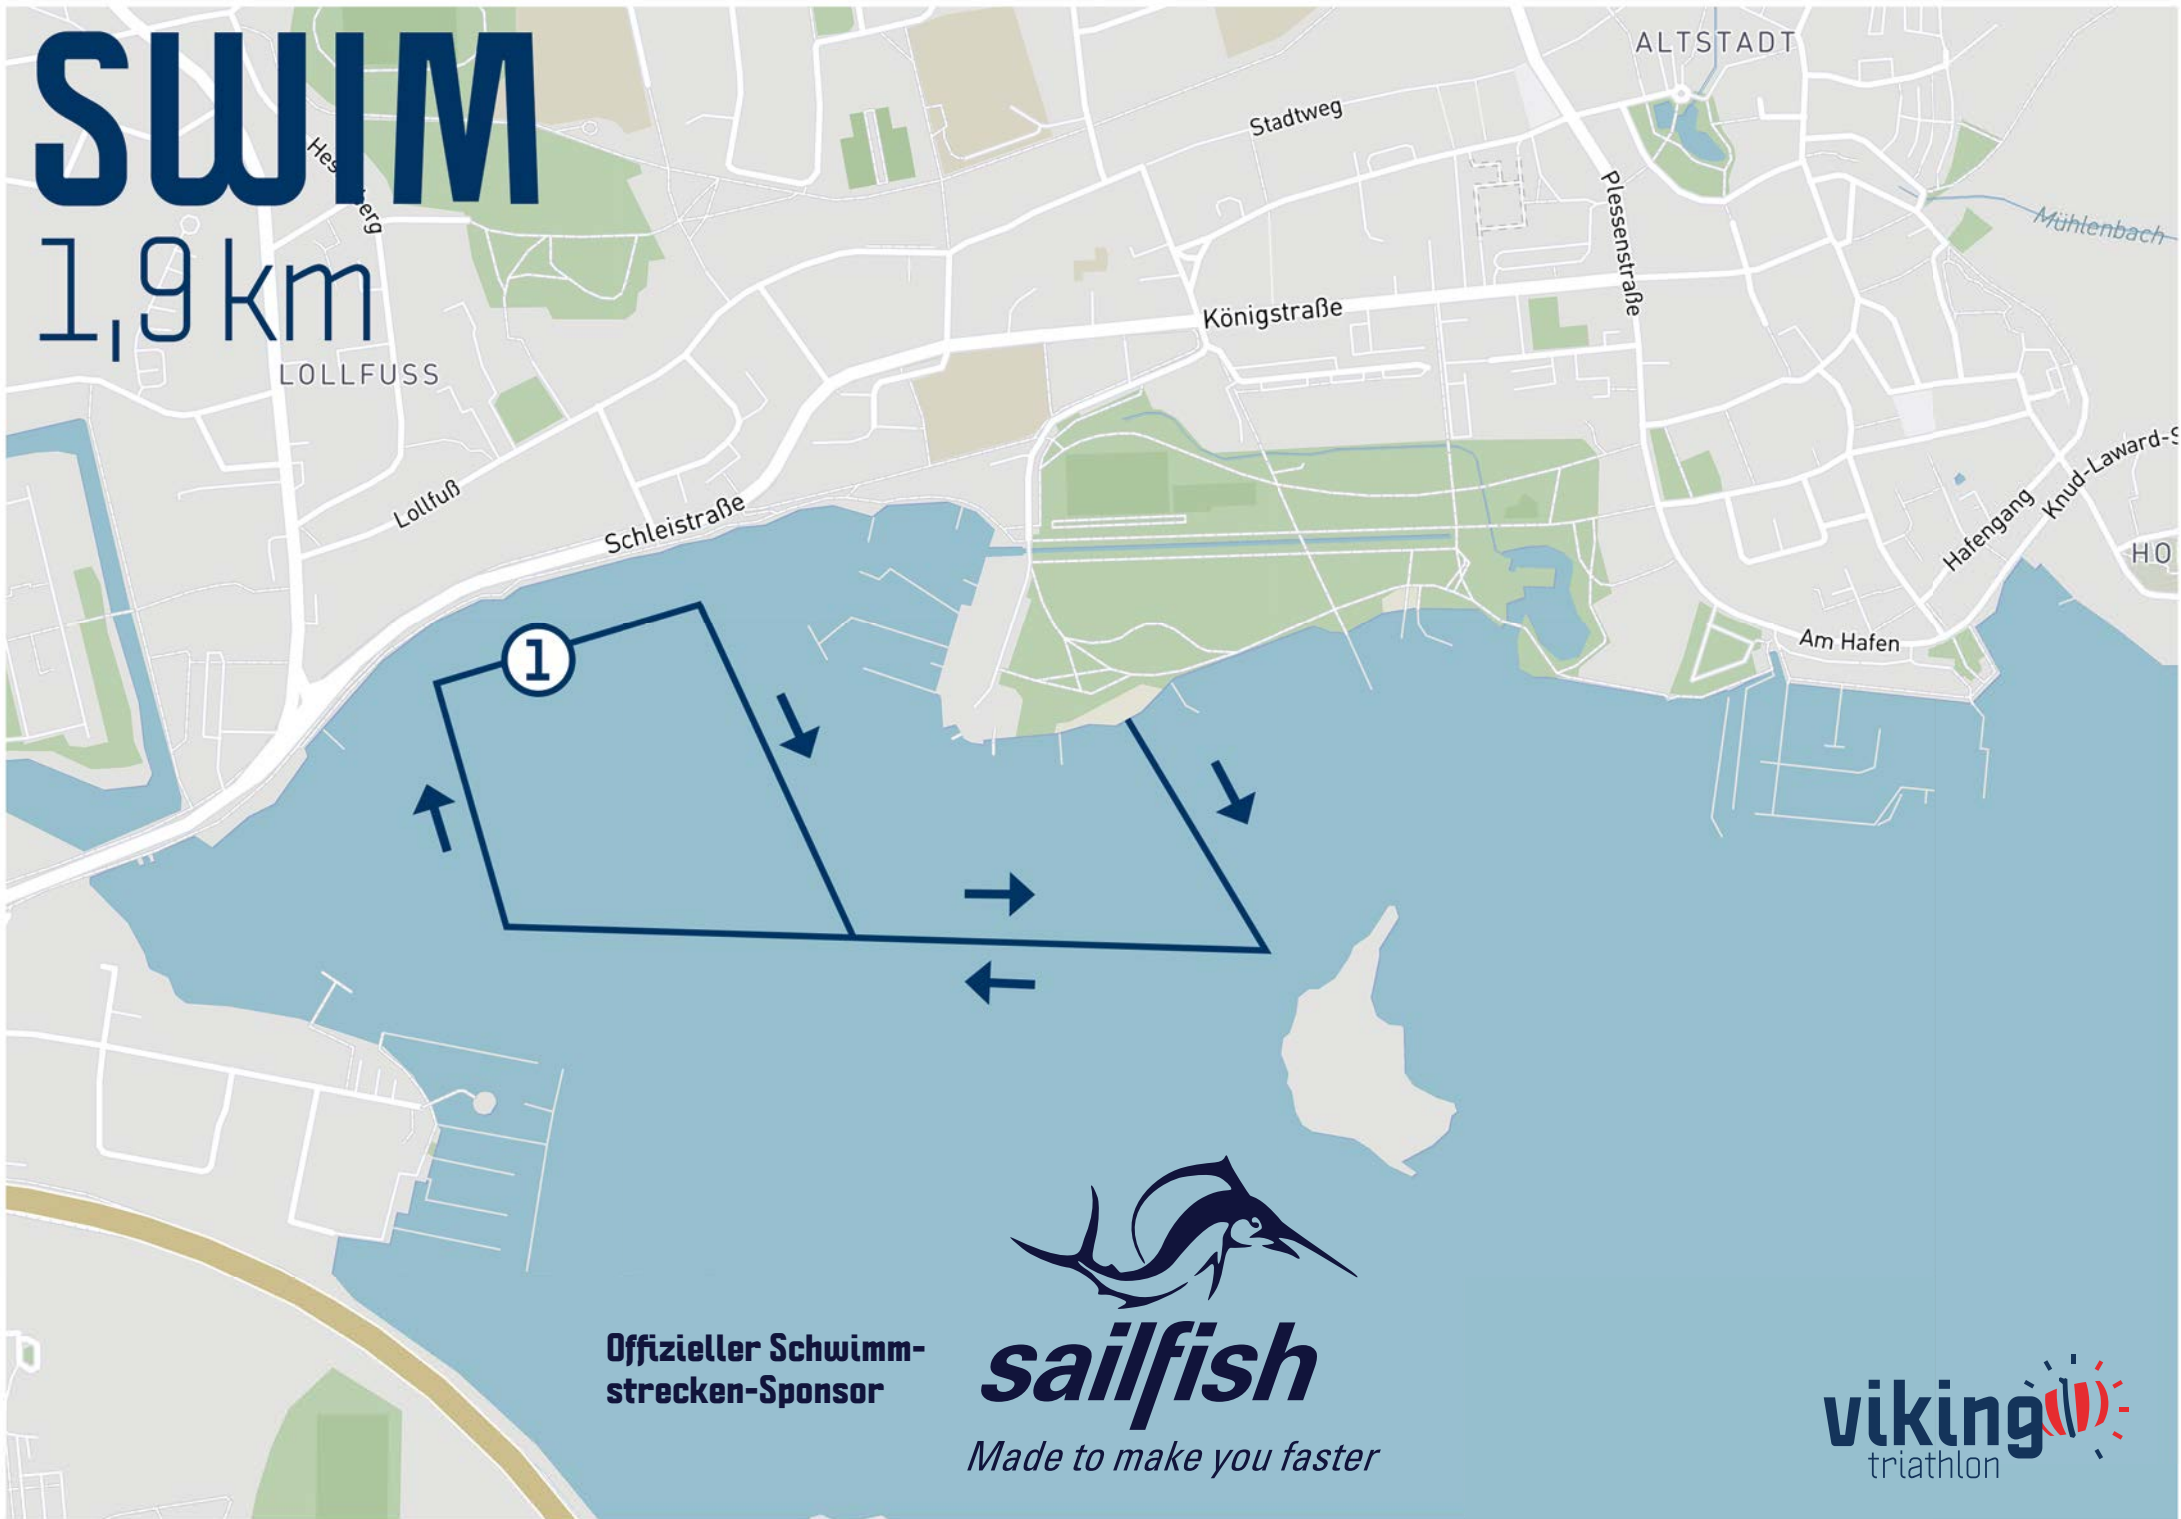 SWIM
1,9 km
ALTSTADT
Stadtweg
Plessenstraße
Mühlenbach
Königstraße
LOLLFUSS
Lollfuß
Schleistraße
Knud-Laward-S
Hafengang
HO
Am Hafen
1
Offizieller Schwimm-
strecken-Sponsor
sailfish
Made to make you faster
viking
triathlon